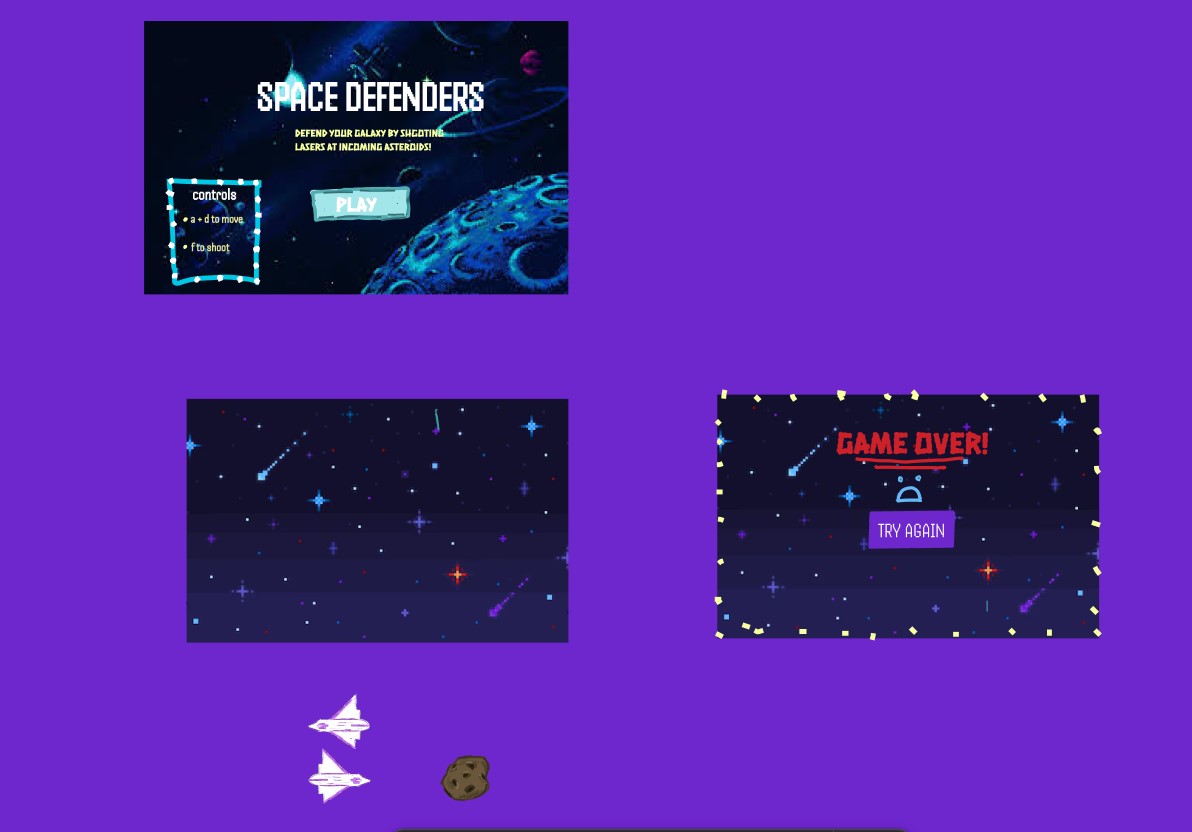 SPACE DEFENDERS
DEFEND YOUR GALAXY BY SHOOTING
LASERS AT INCOMING ASTEROIDS!
controls
• a + d to move
• f to shoot
PLAY
GAME OVER!
TRY AGAIN